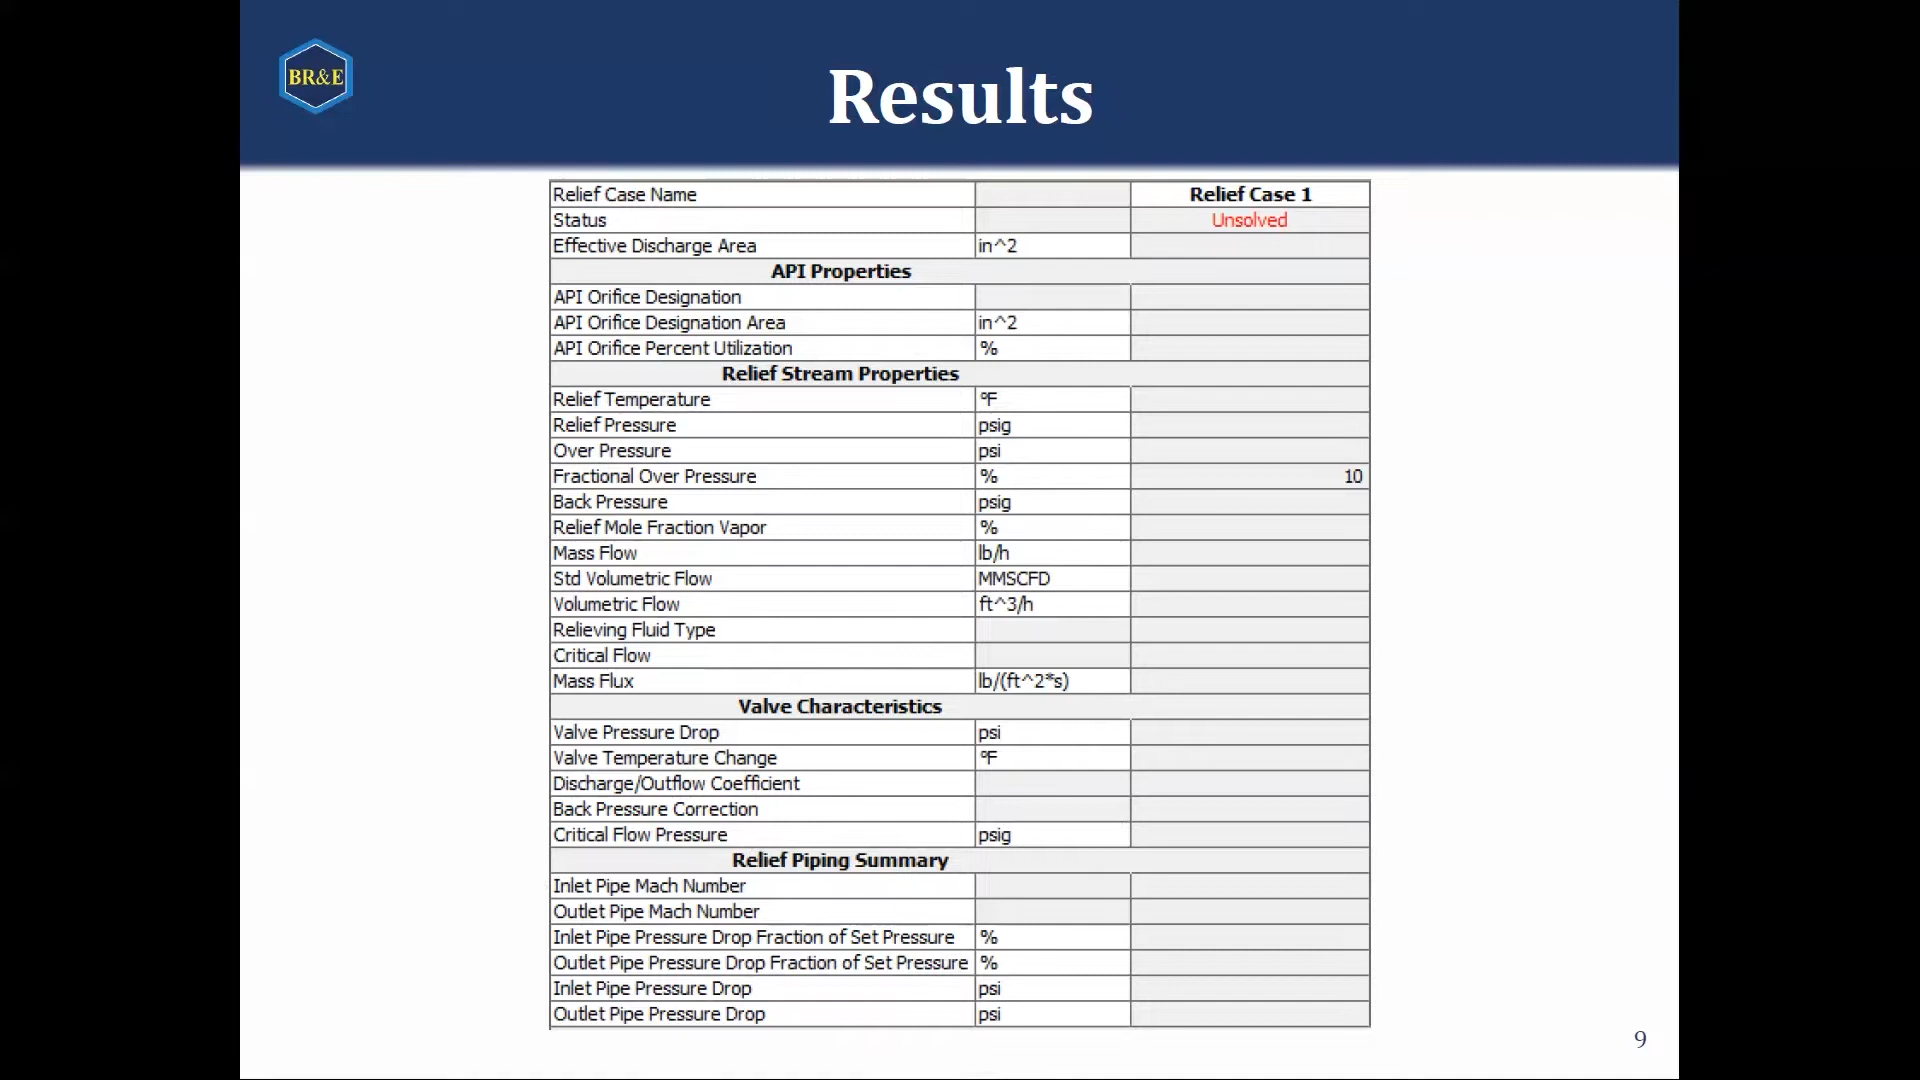 BR&E
Results
Relief Case Name Relief Case 1
Status Unsolved
Effective Discharge Area in^2
API Properties
API Orifice Designation
API Orifice Designation Area in^2
API Orifice Percent Utilization %
Relief Stream Properties
Relief Temperature °F
Relief Pressure psig
Over Pressure psi
Fractional Over Pressure % 10
Back Pressure psig
Relief Mole Fraction Vapor %
Mass Flow lb/h
Std Volumetric Flow MMSCFD
Volumetric Flow ft^3/h
Relieving Fluid Type
Critical Flow
Mass Flux lb/(ft^2*s)
Valve Characteristics
Valve Pressure Drop psi
Valve Temperature Change °F
Discharge/Outflow Coefficient
Back Pressure Correction
Critical Flow Pressure psig
Relief Piping Summary
Inlet Pipe Mach Number
Outlet Pipe Mach Number
Inlet Pipe Pressure Drop Fraction of Set Pressure %
Outlet Pipe Pressure Drop Fraction of Set Pressure %
Inlet Pipe Pressure Drop psi
Outlet Pipe Pressure Drop psi
9